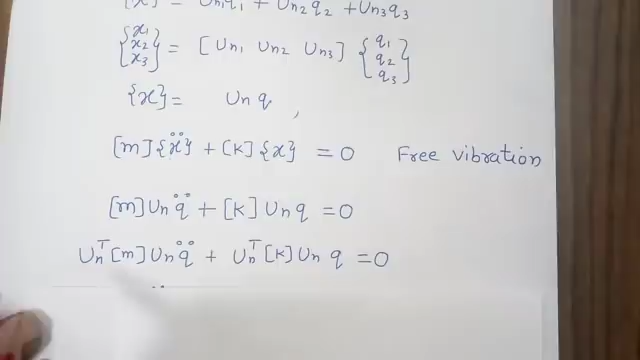 {x} = Un₁q₁ + Un₂q₂ + Un₃q₃
{x₁ x₂ x₃} = [Un₁ Un₂ Un₃] {q₁ q₂ q₃}
{x} = Un q ,
[m]{ẍ} + [k]{x} = 0 Free vibration
[m]Un q̈ + [k]Un q = 0
Unᵀ[m]Un q̈ + Unᵀ[k]Un q = 0